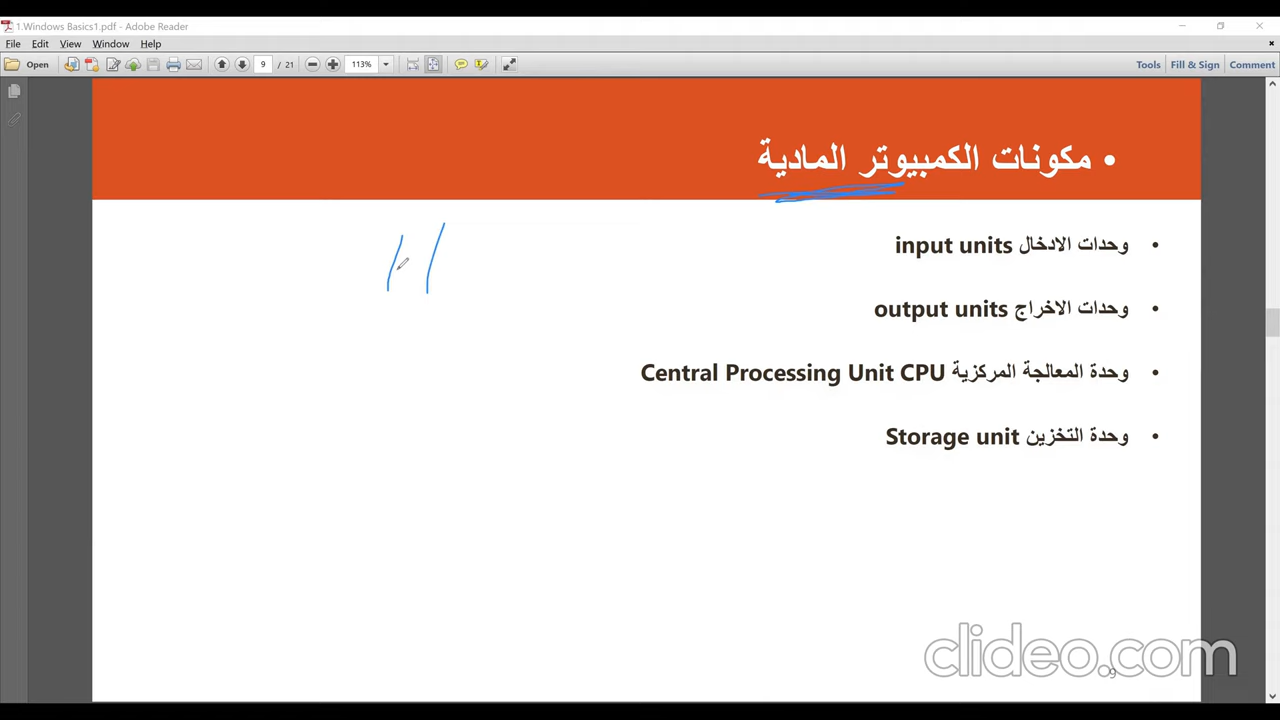 1.Windows Basics1.pdf - Adobe Reader
File Edit View Window Help
Open 9 / 21 113% Tools Fill & Sign Comment
• مكونات الكمبيوتر المادية
• وحدات الادخال input units
• وحدات الاخراج output units
• وحدة المعالجة المركزية Central Processing Unit CPU
• وحدة التخزين Storage unit
clideo.com
9